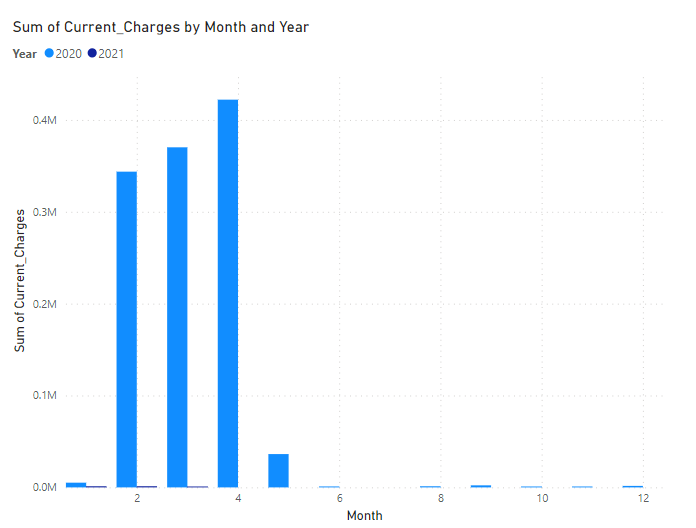 Sum of Current_Charges by Month and Year
Year 2020 2021
0.4M
0.3M
0.2M
0.1M
0.0M
Sum of Current_Charges
2 4 6 8 10 12
Month